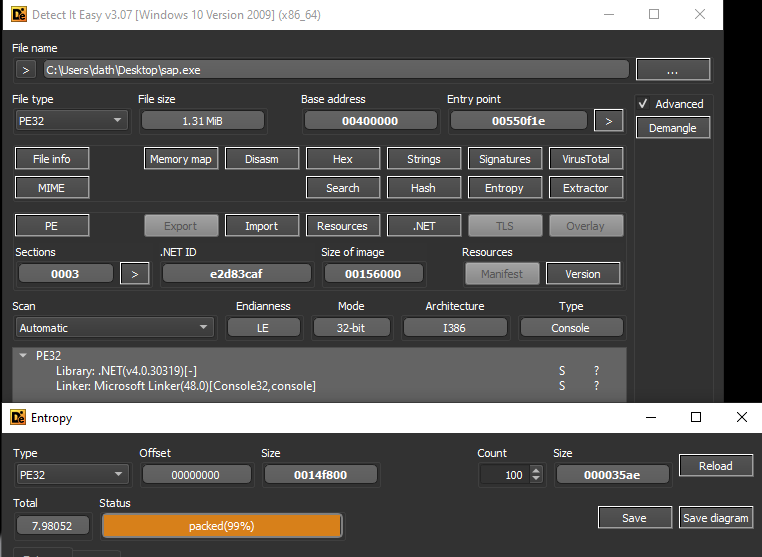 Detect It Easy v3.07 [Windows 10 Version 2009] (x86_64)
File name
> C:\Users\dath\Desktop\sap.exe ...
File type File size Base address Entry point Advanced
PE32 1.31 MiB 00400000 00550f1e > Demangle
File info Memory map Disasm Hex Strings Signatures VirusTotal
MIME Search Hash Entropy Extractor
PE Export Import Resources .NET TLS Overlay
Sections .NET ID Size of image Resources
0003 > e2d83caf 00156000 Manifest Version
Scan Endianness Mode Architecture Type
Automatic LE 32-bit I386 Console
PE32
Library: .NET(v4.0.30319)[-] S ?
Linker: Microsoft Linker(48.0)[Console32,console] S ?
Entropy
Type Offset Size Count Size
PE32 00000000 0014f800 100 000035ae Reload
Total Status
7.98052 packed(99%) Save Save diagram